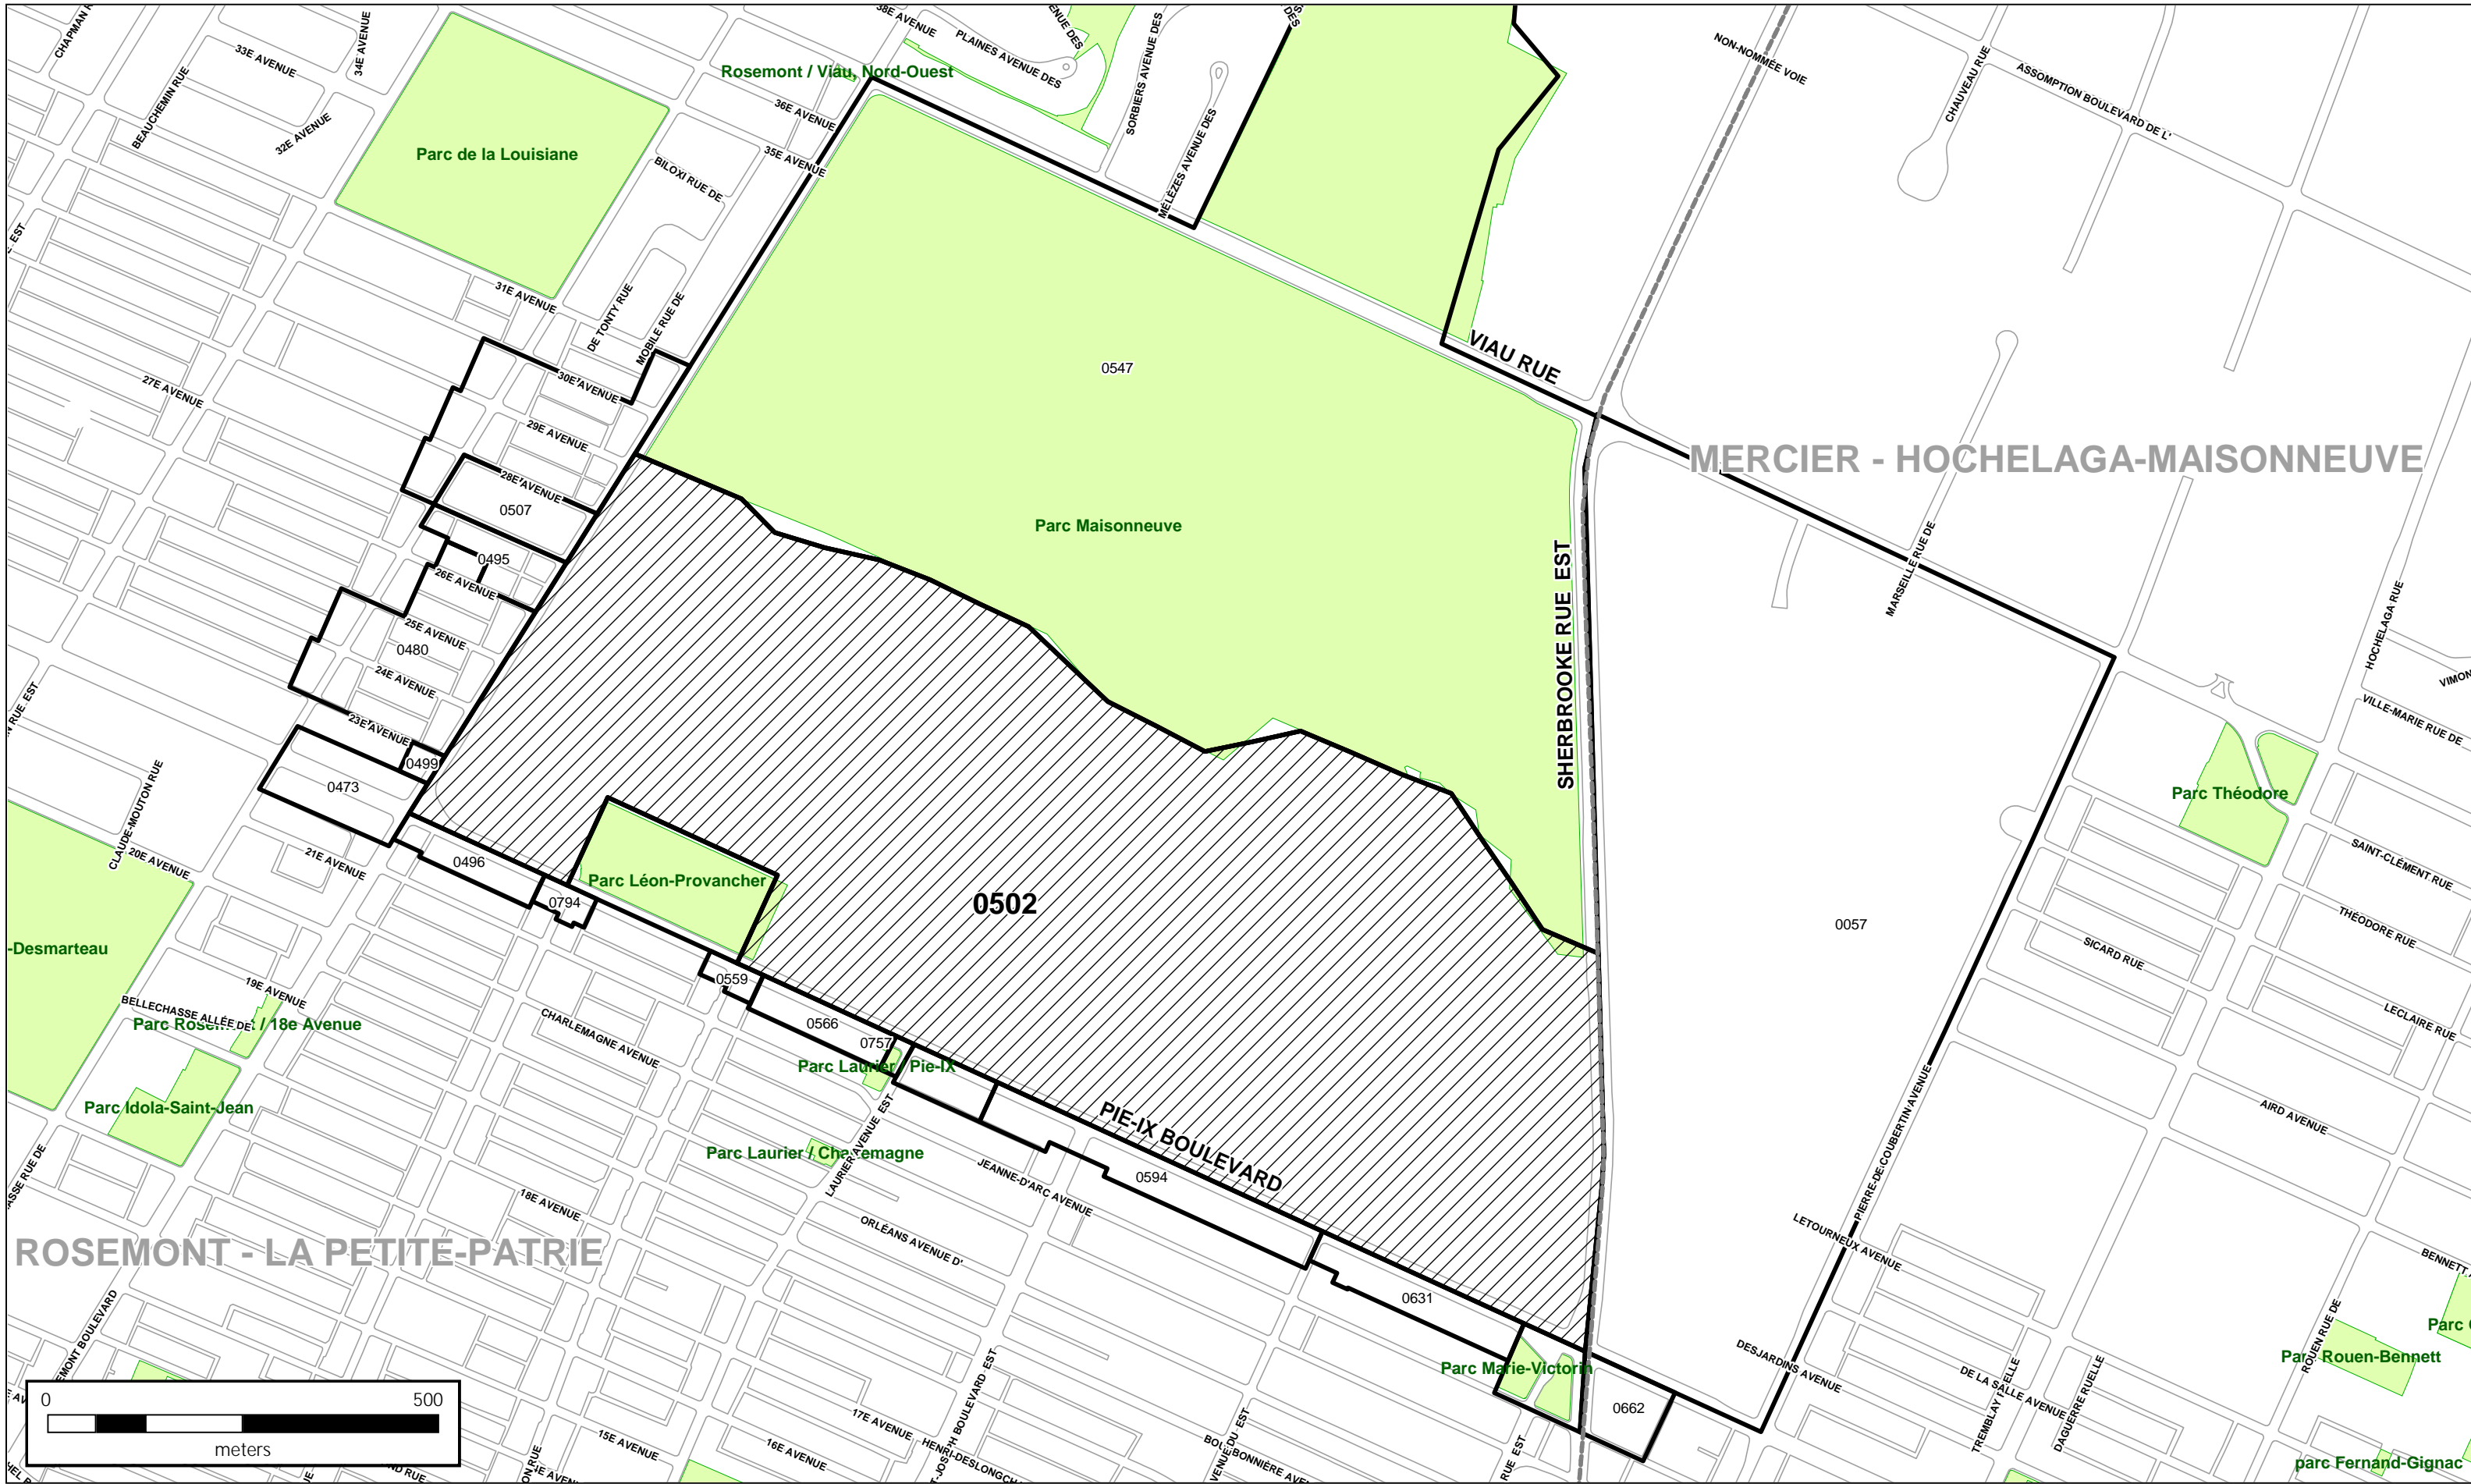 38E AVENUE
PLAINES AVENUE DES
SORBIERS AVENUE DES
MÉLÈZES AVENUE DES
33E AVENUE
34E AVENUE
BEAUCHEMIN RUE
32E AVENUE
Rosemont / Viau, Nord-Ouest
36E AVENUE
35E AVENUE
Parc de la Louisiane
BILOXI RUE DE
NON-NOMMÉE VOIE
CHAUVEAU RUE
ASSOMPTION BOULEVARD DE L'
31E AVENUE
DE TONTY RUE
MOBILE RUE DE
30E AVENUE
27E AVENUE
29E AVENUE
28E AVENUE
0507
0495
26E AVENUE
25E AVENUE
0480
24E AVENUE
23E AVENUE
0499
0473
0547
Parc Maisonneuve
VIAU RUE
SHERBROOKE RUE EST
MERCIER - HOCHELAGA-MAISONNEUVE
MARSEILLE RUE DE
HOCHELAGA RUE
VILLE-MARIE RUE DE
Parc Théodore
SAINT-CLÉMENT RUE
THÉODORE RUE
SICARD RUE
LECLAIRE RUE
AIRD AVENUE
0057
0502
Parc Léon-Provancher
CLAUDE-MOUTON RUE
20E AVENUE
21E AVENUE
0496
0794
-Desmarteau
19E AVENUE
BELLECHASSE ALLÉE DE
Parc Rosemont / 18e Avenue
Parc Idola-Saint-Jean
CHARLEMAGNE AVENUE
0559
0566
0757
Parc Laurier / Pie-IX
Parc Laurier / Charlemagne
LAURIER AVENUE EST
JEANNE-D'ARC AVENUE
PIE-IX BOULEVARD
0594
18E AVENUE
ORLÉANS AVENUE D'
ROSEMONT - LA PETITE-PATRIE
0631
Parc Marie-Victorin
0662
PIERRE-DE-COUBERTIN AVENUE
LETOURNEUX AVENUE
DESJARDINS AVENUE
DE LA SALLE AVENUE
TREMBLAY RUELLE
DAGUERRE RUELLE
ROUEN RUE DE
Parc Rouen-Bennett
parc Fernand-Gignac
17E AVENUE
16E AVENUE
15E AVENUE
0 500
meters